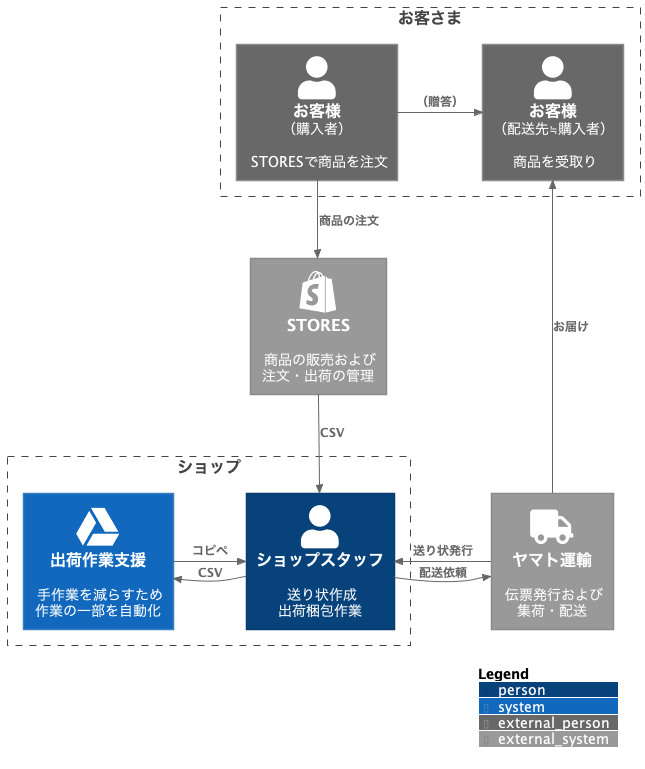 お客さま
お客様
（購入者）
STORESで商品を注文
（贈答）
お客様
（配送先≒購入者）
商品を受取り
商品の注文
STORES
商品の販売および
注文・出荷の管理
お届け
CSV
ショップ
出荷作業支援
手作業を減らすため
作業の一部を自動化
コピペ
CSV
ショップスタッフ
送り状作成
出荷梱包作業
送り状発行
配送依頼
ヤマト運輸
伝票発行および
集荷・配送
Legend
person
system
external_person
external_system